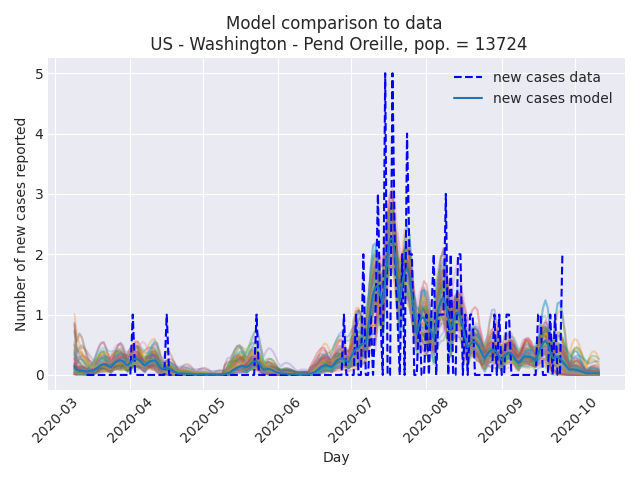 Model comparison to data
US - Washington - Pend Oreille, pop. = 13724
new cases data
new cases model
Number of new cases reported
5
4
3
2
1
0
2020-03
2020-04
2020-05
2020-06
2020-07
2020-08
2020-09
2020-10
Day